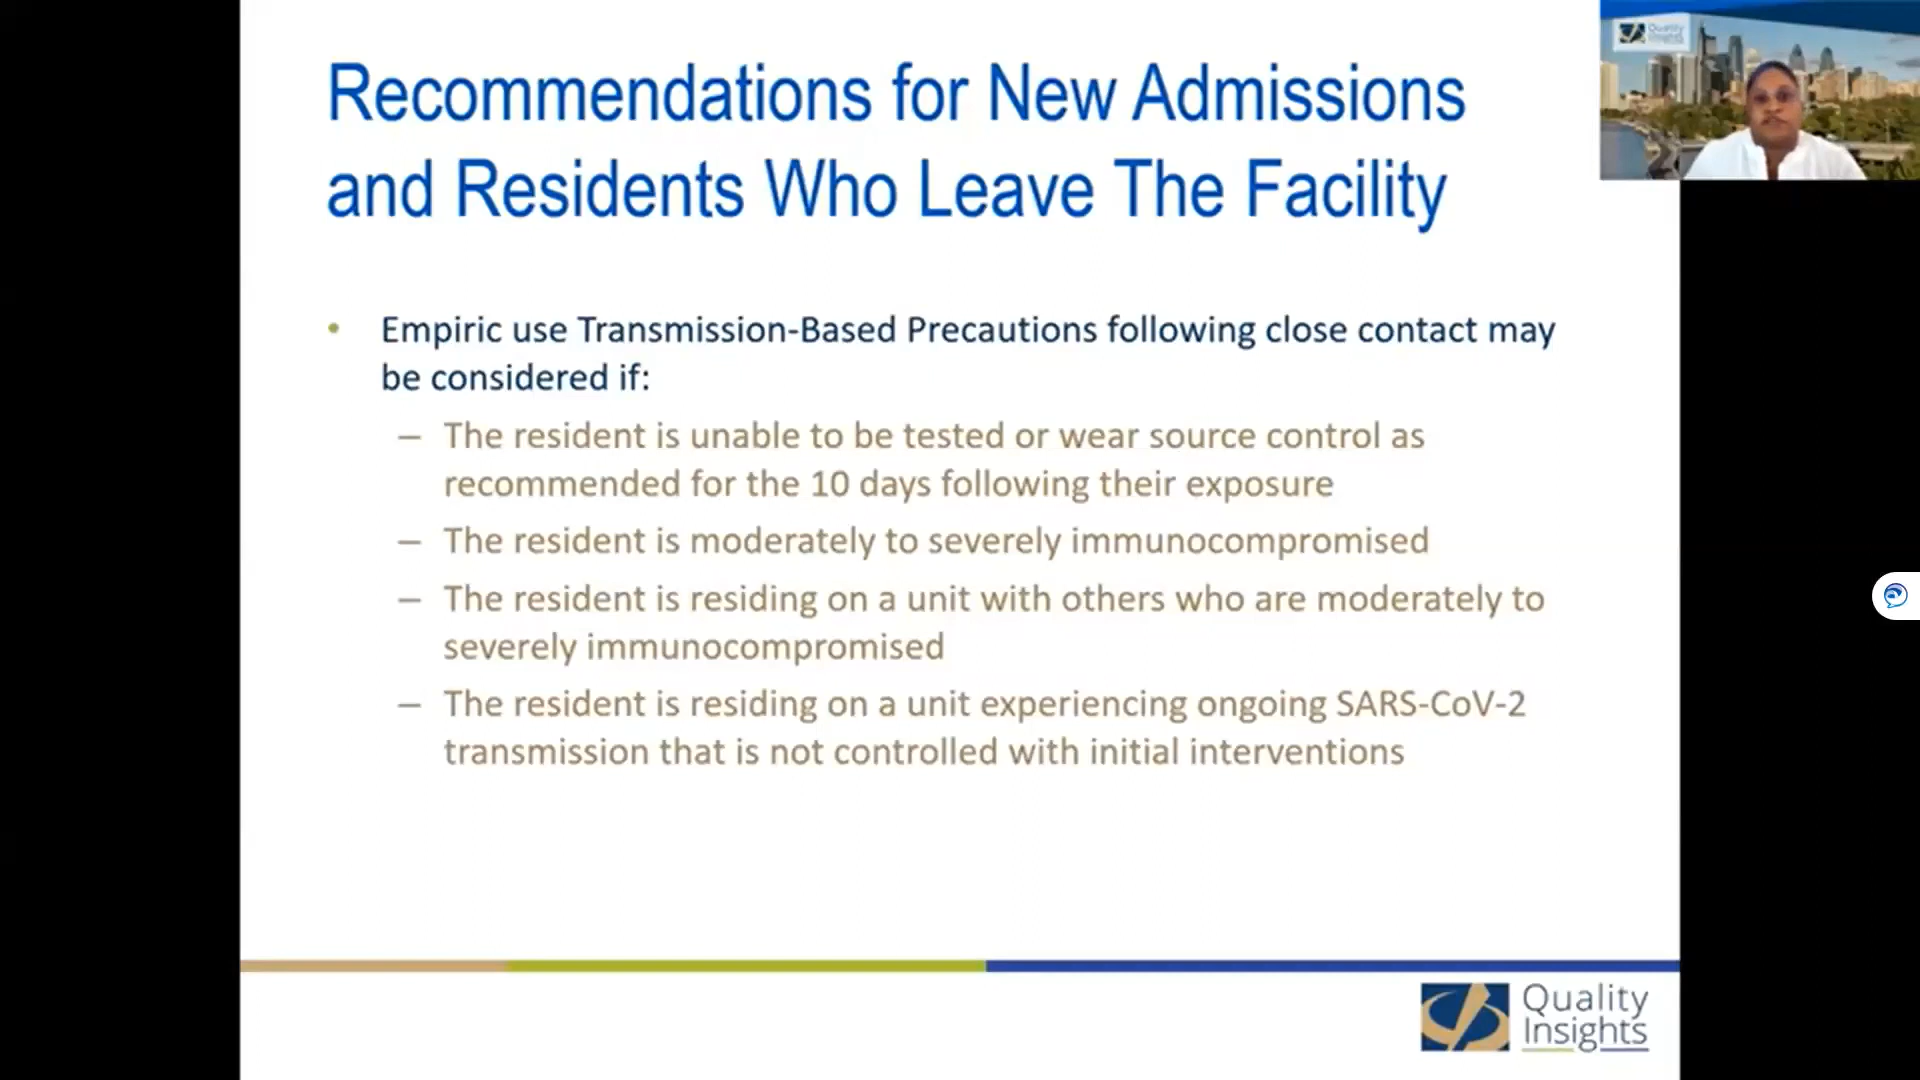 Recommendations for New Admissions
and Residents Who Leave The Facility
• Empiric use Transmission-Based Precautions following close contact may
be considered if:
– The resident is unable to be tested or wear source control as
recommended for the 10 days following their exposure
– The resident is moderately to severely immunocompromised
– The resident is residing on a unit with others who are moderately to
severely immunocompromised
– The resident is residing on a unit experiencing ongoing SARS-CoV-2
transmission that is not controlled with initial interventions
Quality
Insights
Quality
Insights